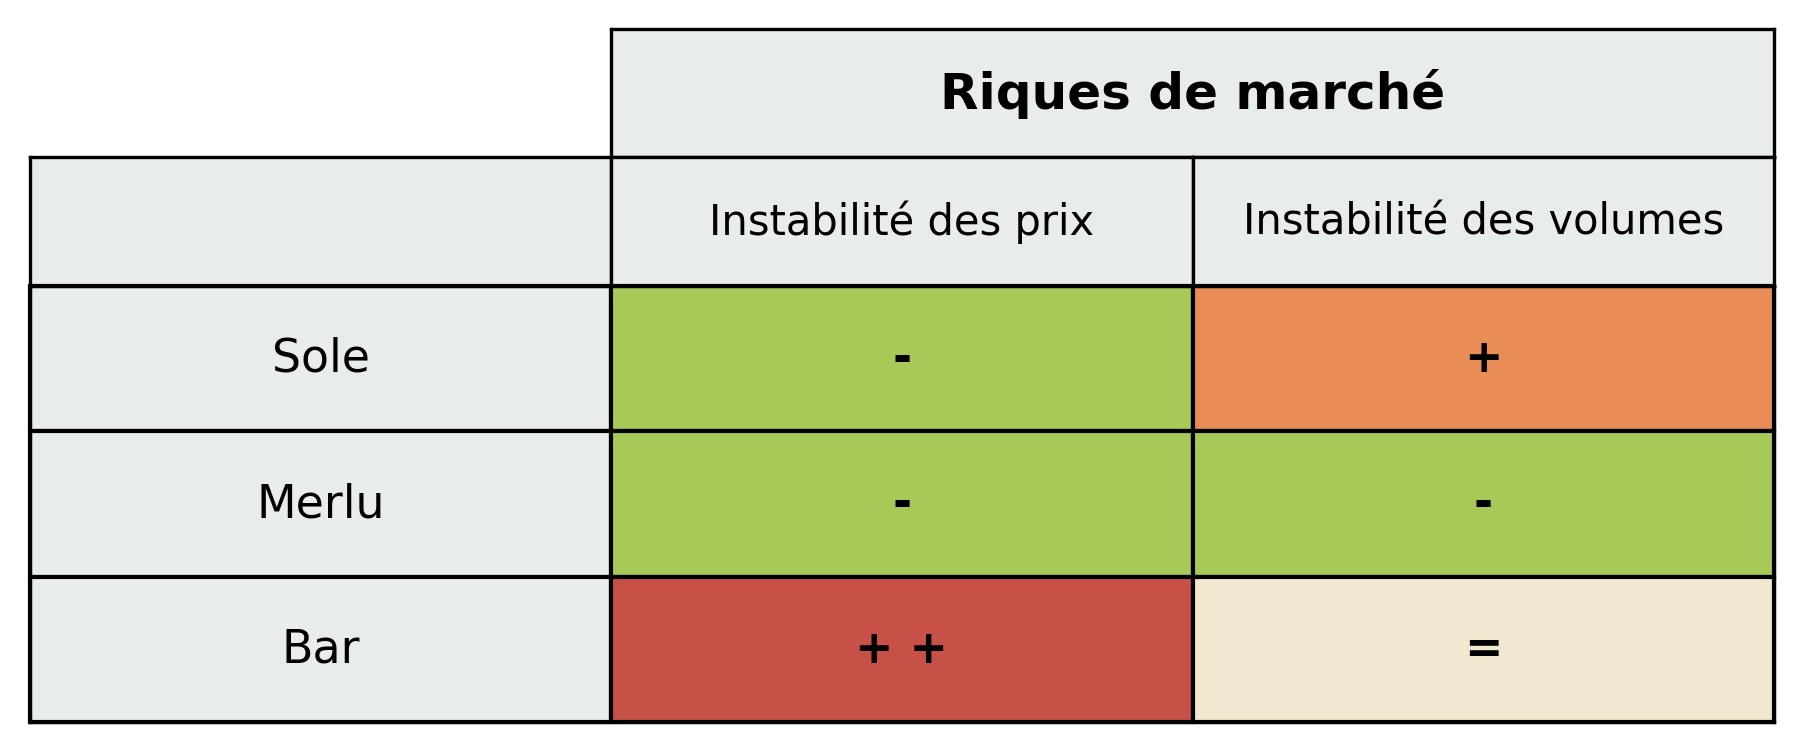 Riques de marché
Instabilité des prix Instabilité des volumes
Sole - +
Merlu - -
Bar + + =